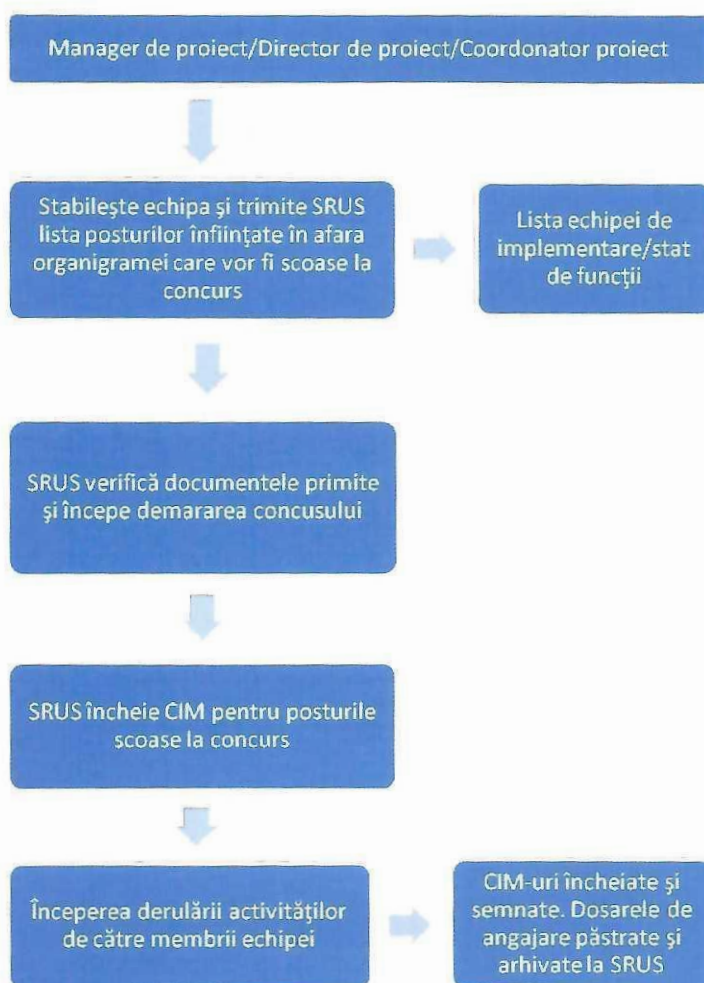 Manager de proiect/Director de proiect/Coordonator proiect
Stabileşte echipa şi trimite SRUS
lista posturilor înfiinţate în afara
organigramei care vor fi scoase la
concurs
Lista echipei de
implementare/stat
de funcţii
SRUS verifică documentele primite
şi începe demararea concusului
SRUS încheie CIM pentru posturile
scoase la concurs
Începerea derulării activităţilor
de către membrii echipei
CIM-uri încheiate şi
semnate. Dosarele de
angajare păstrate şi
arhivate la SRUS